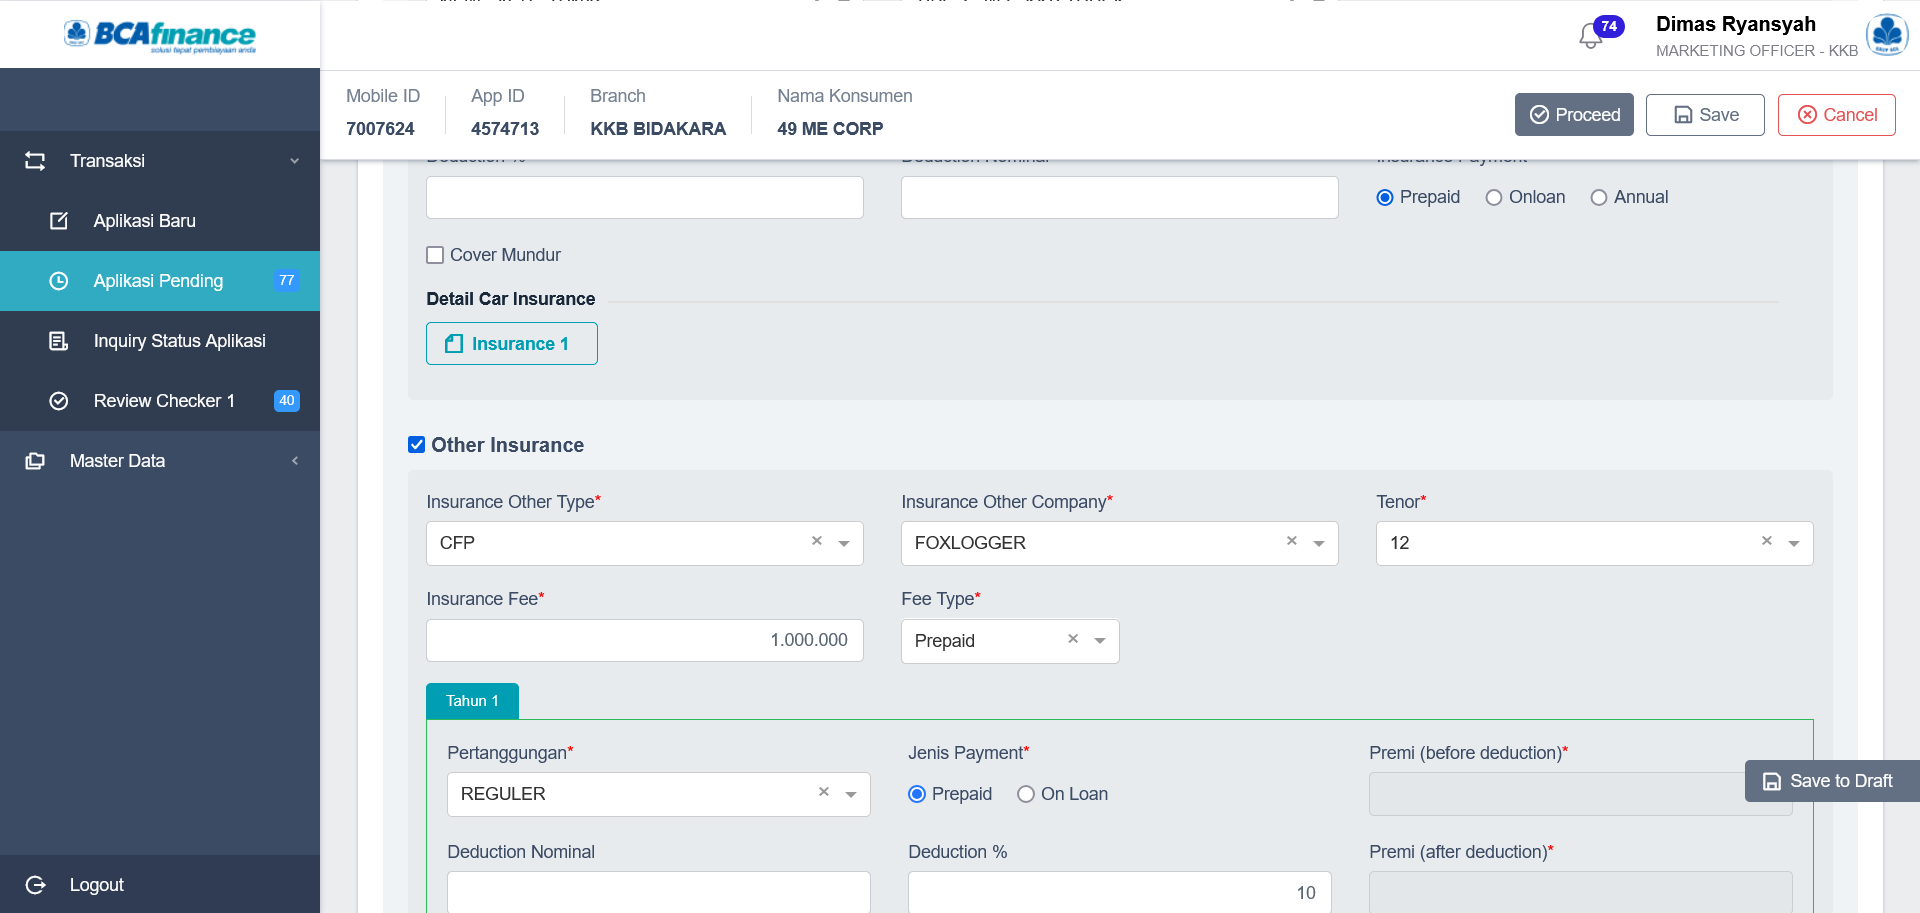 BCAfinance
solusi tepat pembiayaan anda
74
Dimas Ryansyah
MARKETING OFFICER - KKB
Mobile ID
7007624
App ID
4574713
Branch
KKB BIDAKARA
Nama Konsumen
49 ME CORP
Proceed
Save
Cancel
Transaksi
Aplikasi Baru
Aplikasi Pending 77
Inquiry Status Aplikasi
Review Checker 1 40
Master Data
Logout
Deduction %
Deduction Nominal
Insurance Payment
Prepaid Onloan Annual
Cover Mundur
Detail Car Insurance
Insurance 1
Other Insurance
Insurance Other Type*
CFP
Insurance Other Company*
FOXLOGGER
Tenor*
12
Insurance Fee*
1.000.000
Fee Type*
Prepaid
Tahun 1
Pertanggungan*
REGULER
Jenis Payment*
Prepaid On Loan
Premi (before deduction)*
Save to Draft
Deduction Nominal
Deduction %
10
Premi (after deduction)*